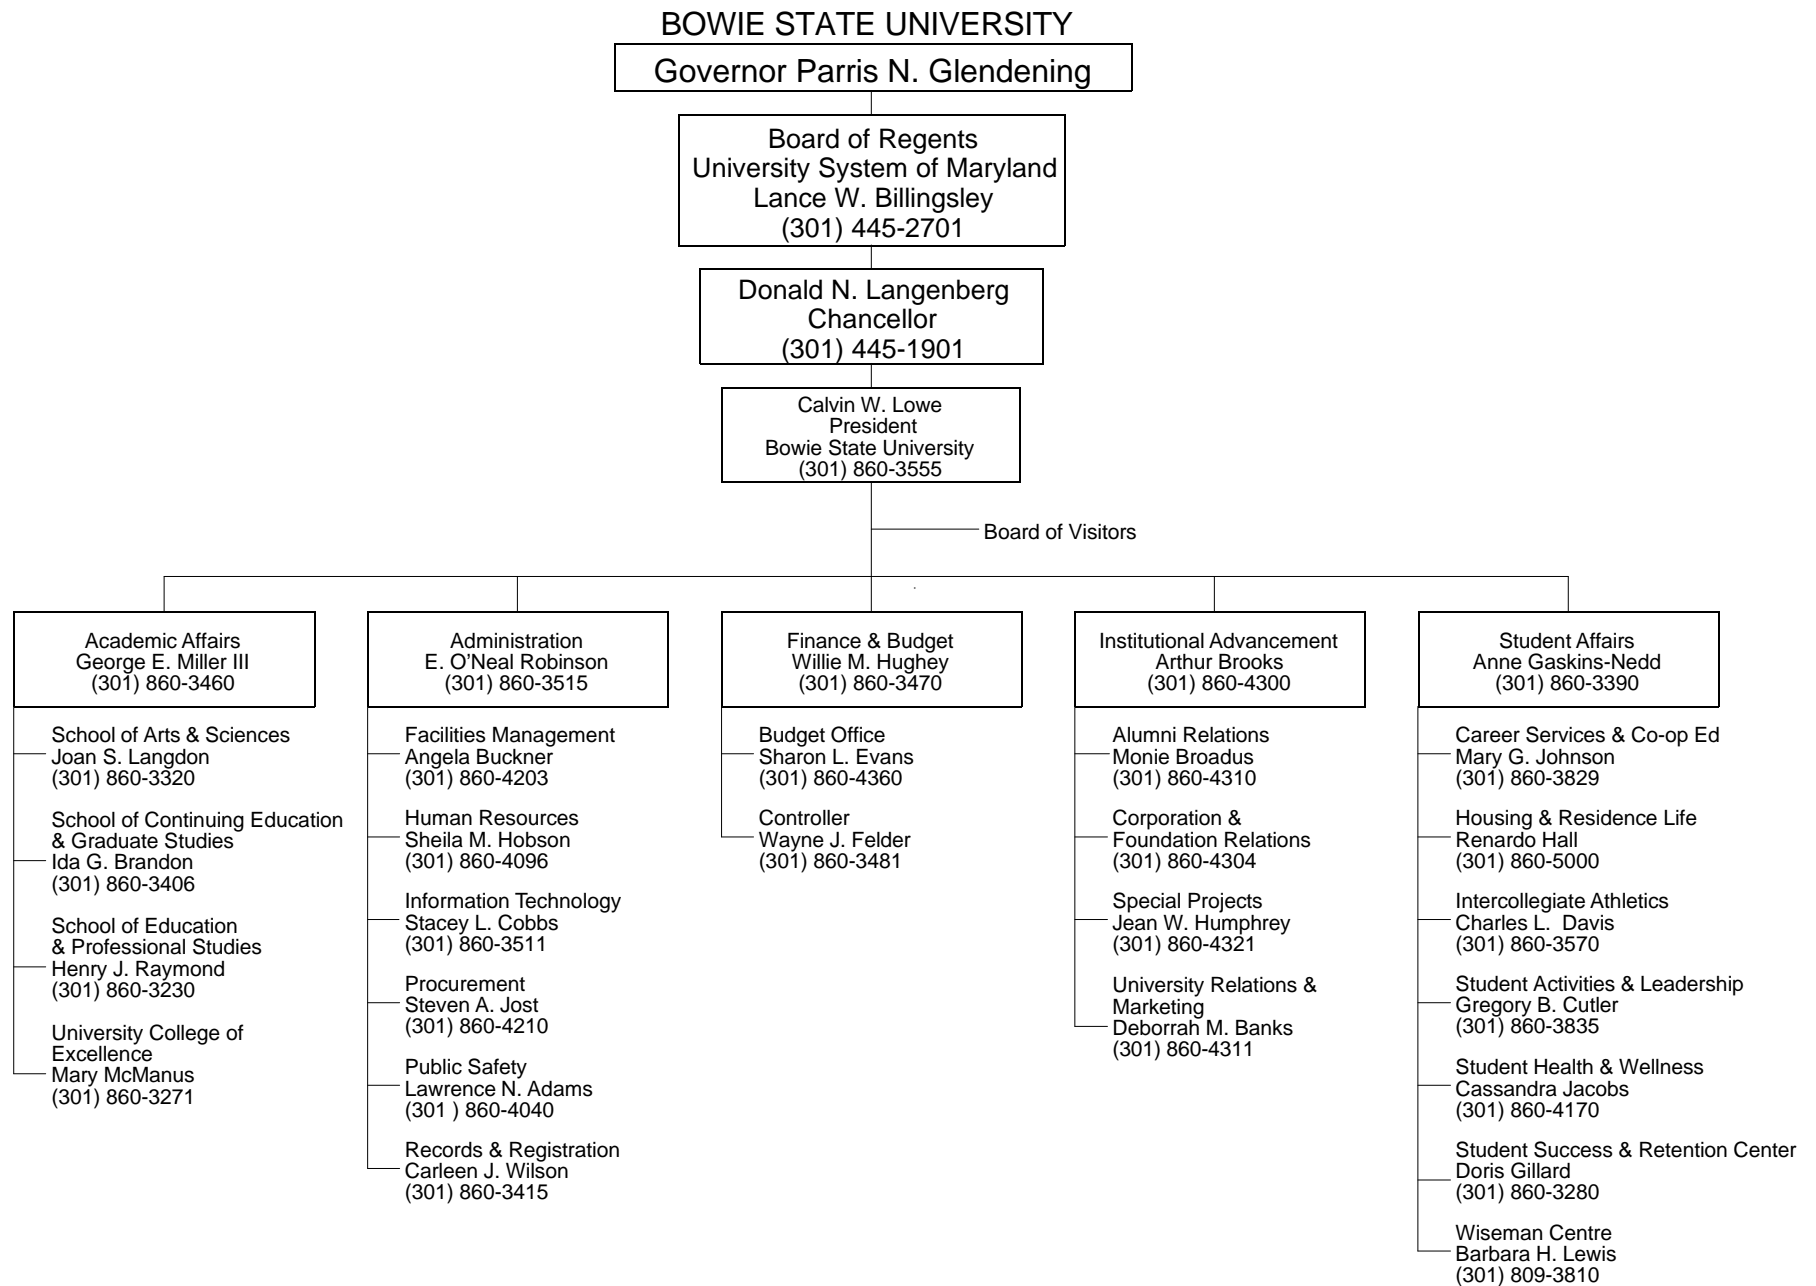 BOWIE STATE UNIVERSITY
Governor Parris N. Glendening
Board of Regents
University System of Maryland
Lance W. Billingsley
(301) 445-2701
Donald N. Langenberg
Chancellor
(301) 445-1901
Calvin W. Lowe
President
Bowie State University
(301) 860-3555
Board of Visitors
Academic Affairs
George E. Miller III
(301) 860-3460
School of Arts & Sciences
Joan S. Langdon
(301) 860-3320
School of Continuing Education
& Graduate Studies
Ida G. Brandon
(301) 860-3406
School of Education
& Professional Studies
Henry J. Raymond
(301) 860-3230
University College of
Excellence
Mary McManus
(301) 860-3271
Administration
E. O'Neal Robinson
(301) 860-3515
Facilities Management
Angela Buckner
(301) 860-4203
Human Resources
Sheila M. Hobson
(301) 860-4096
Information Technology
Stacey L. Cobbs
(301) 860-3511
Procurement
Steven A. Jost
(301) 860-4210
Public Safety
Lawrence N. Adams
(301 ) 860-4040
Records & Registration
Carleen J. Wilson
(301) 860-3415
Finance & Budget
Willie M. Hughey
(301) 860-3470
Budget Office
Sharon L. Evans
(301) 860-4360
Controller
Wayne J. Felder
(301) 860-3481
Institutional Advancement
Arthur Brooks
(301) 860-4300
Alumni Relations
Monie Broadus
(301) 860-4310
Corporation &
Foundation Relations
(301) 860-4304
Special Projects
Jean W. Humphrey
(301) 860-4321
University Relations &
Marketing
Deborrah M. Banks
(301) 860-4311
Student Affairs
Anne Gaskins-Nedd
(301) 860-3390
Career Services & Co-op Ed
Mary G. Johnson
(301) 860-3829
Housing & Residence Life
Renardo Hall
(301) 860-5000
Intercollegiate Athletics
Charles L. Davis
(301) 860-3570
Student Activities & Leadership
Gregory B. Cutler
(301) 860-3835
Student Health & Wellness
Cassandra Jacobs
(301) 860-4170
Student Success & Retention Center
Doris Gillard
(301) 860-3280
Wiseman Centre
Barbara H. Lewis
(301) 809-3810